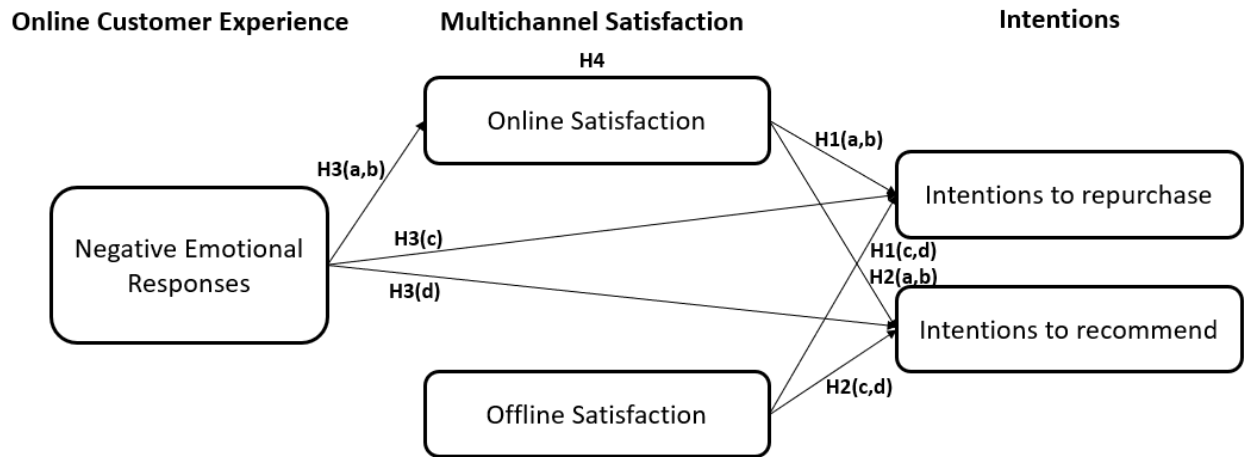 Online Customer Experience
Multichannel Satisfaction
Intentions
H4
Online Satisfaction
H1(a,b)
H3(a,b)
Intentions to repurchase
Negative Emotional
Responses
H3(c)
H1(c,d)
H2(a,b)
H3(d)
Intentions to recommend
H2(c,d)
Offline Satisfaction